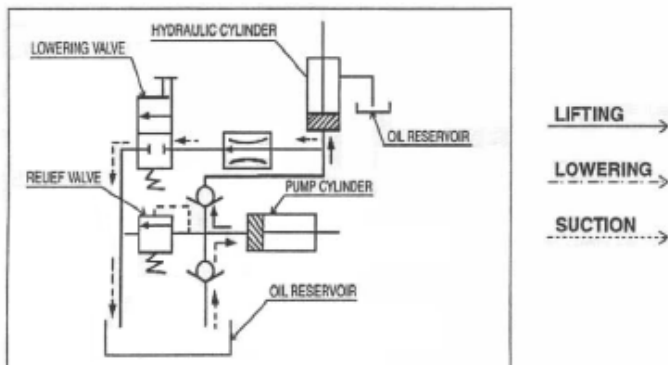 HYDRAULIC CYLINDER
LOWERING VALVE
OIL RESERVOIR
LIFTING
LOWERING
SUCTION
RELIEF VALVE
PUMP CYLINDER
OIL RESERVOIR